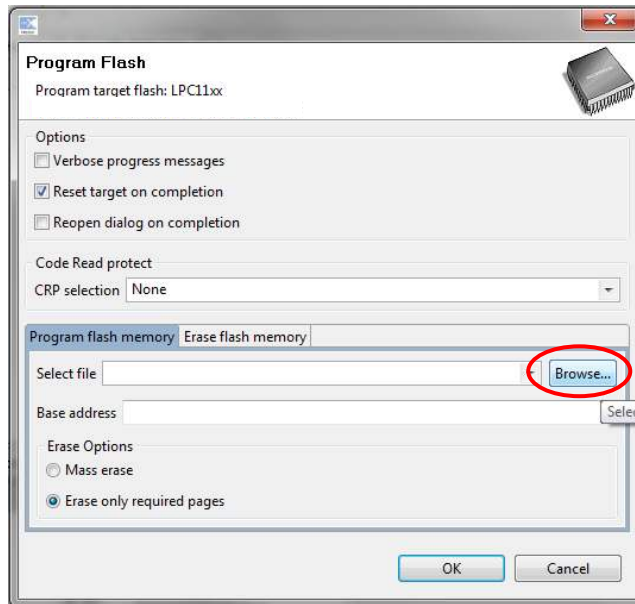 Program Flash
Program target flash: LPC11xx
Options
Verbose progress messages
Reset target on completion
Reopen dialog on completion
Code Read protect
CRP selection None
Program flash memory Erase flash memory
Select file Browse...
Base address
Erase Options
Mass erase
Erase only required pages
OK Cancel